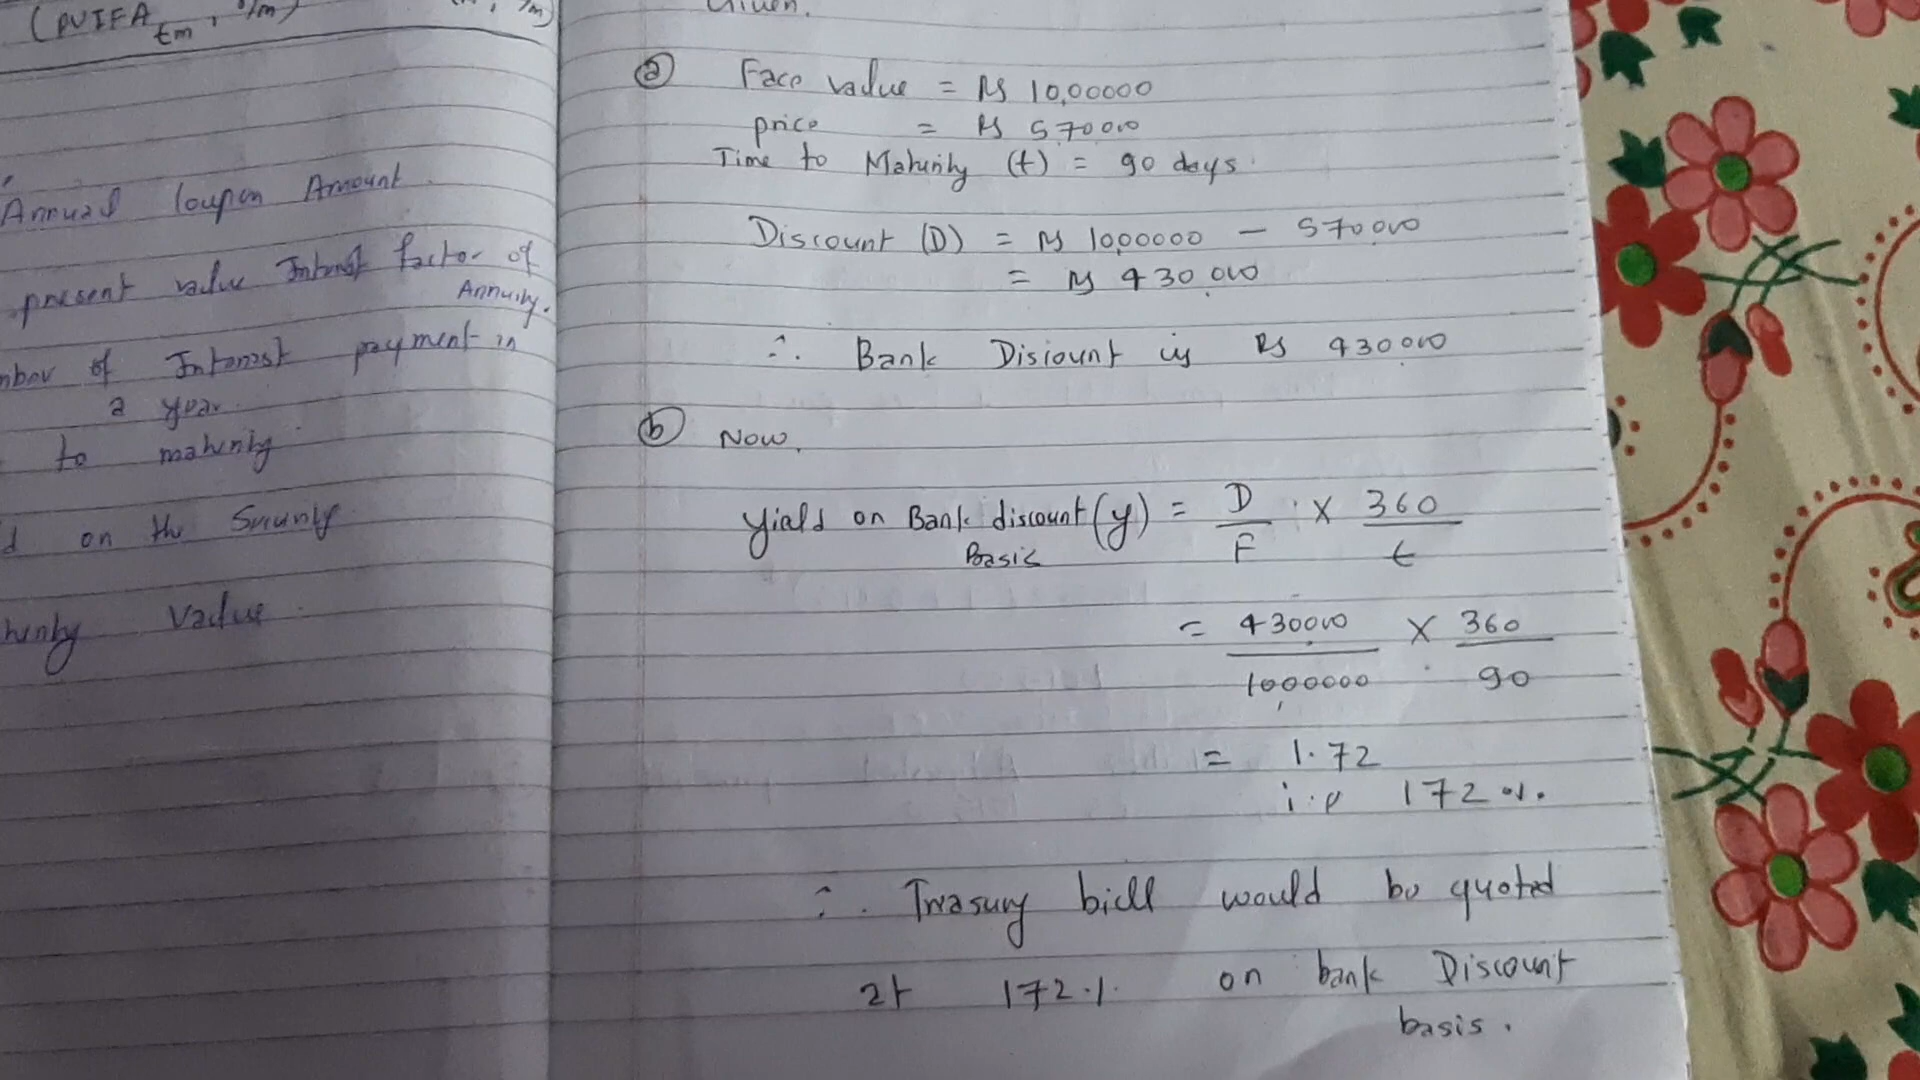 (PVIFA tm, i/m)
Annual Coupon Amount
present value Interest factor of
Annuity.
of Interest payment in
a year.
to maturity
on the Security
Value
Given,
(a) Face value = Rs 10,00000
price = Rs 570000
Time to Maturity (t) = 90 days.
Discount (D) = Rs 1000000 - 570000
= Rs 430000
∴ Bank Discount is Rs 430000
(b) Now,
Yield on Bank discount (y) = D/F × 360/t
Basis
= 430000/1000000 × 360/90
= 1.72
i.e 172 %.
∴ Treasury bill would be quoted
at 172 % on bank Discount
basis.